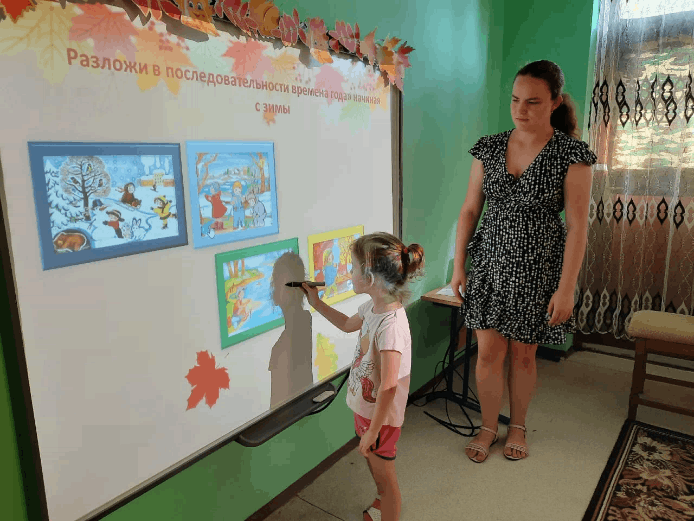 Разложи в последовательности времена года начиная
с зимы